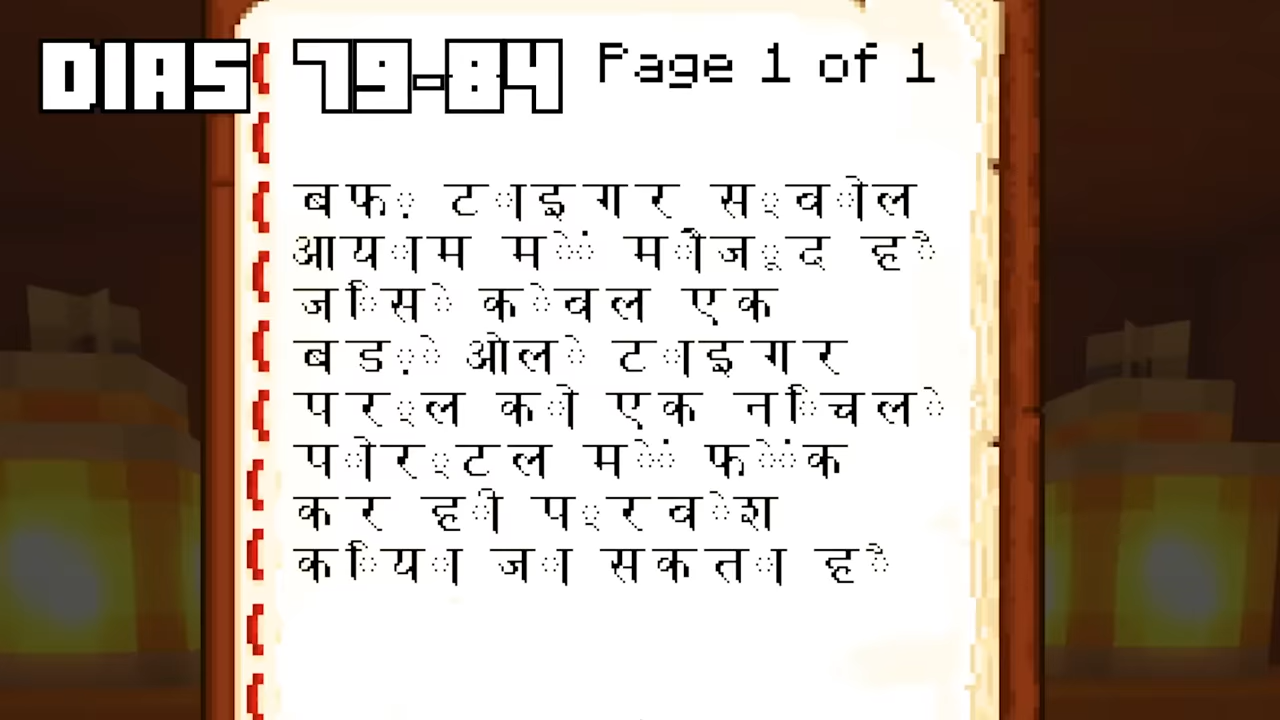 DIAS 79-84 Page 1 of 1
बफ़ टाइगर स्वोल
आयाम में मौजूद है
जिसे केवल एक
बड़े ओले टाइगर
पर्ल को एक निचले
पोर्टल में फेंक
कर ही प्रवेश
किया जा सकता है